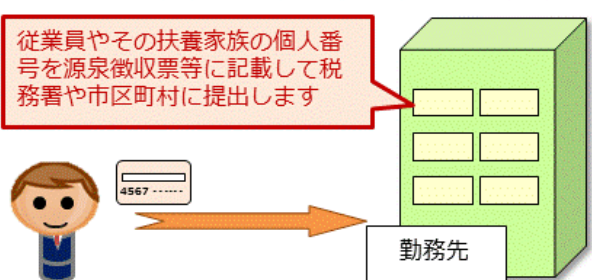 従業員やその扶養家族の個人番
号を源泉徴収票等に記載して税
務署や市区町村に提出します
4567 ------
勤務先